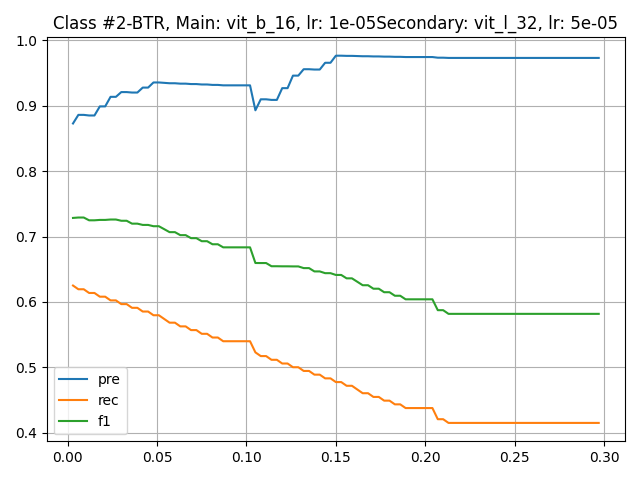 Class #2-BTR, Main: vit_b_16, lr: 1e-05Secondary: vit_l_32, lr: 5e-05
1.0
0.9
0.8
0.7
0.6
0.5
0.4
pre
rec
f1
0.00 0.05 0.10 0.15 0.20 0.25 0.30